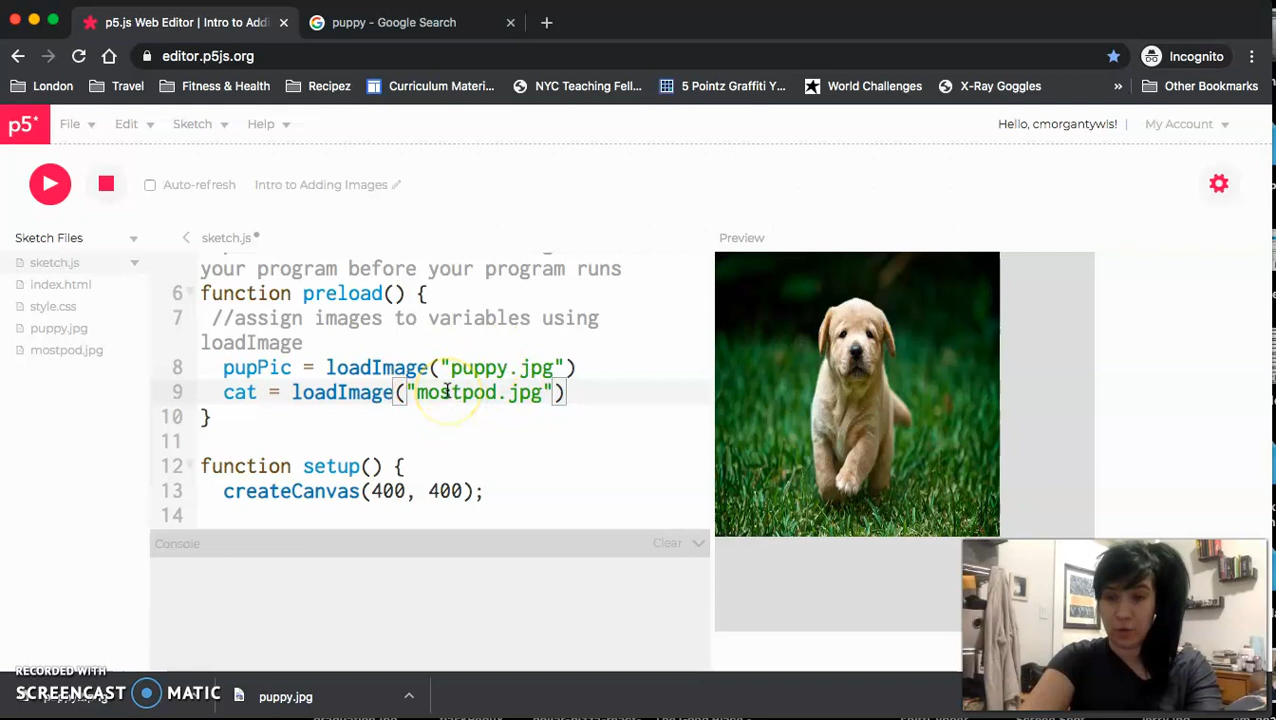 p5.js Web Editor | Intro to Addi
puppy - Google Search
editor.p5js.org
Incognito
London
Travel
Fitness & Health
Recipez
Curriculum Materi...
NYC Teaching Fell...
5 Pointz Graffiti Y...
World Challenges
X-Ray Goggles
»
Other Bookmarks
p5*
File
Edit
Sketch
Help
Hello, cmorgantywls!
My Account
Auto-refresh
Intro to Adding Images
Sketch Files
sketch.js
Preview
sketch.js
index.html
style.css
puppy.jpg
mostpod.jpg
your program before your program runs
6 function preload() {
7 //assign images to variables using
loadImage
8 pupPic = loadImage("puppy.jpg")
9 cat = loadImage("mostpod.jpg")
10 }
11
12 function setup() {
13 createCanvas(400, 400);
14
Console
Clear
RECORDED WITH
SCREENCAST MATIC
puppy.jpg